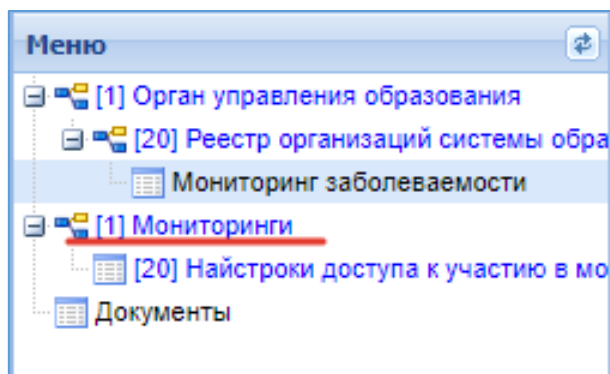 Меню
[1] Орган управления образования
[20] Реестр организаций системы обра
Мониторинг заболеваемости
[1] Мониторинги
[20] Найстроки доступа к участию в мо
Документы